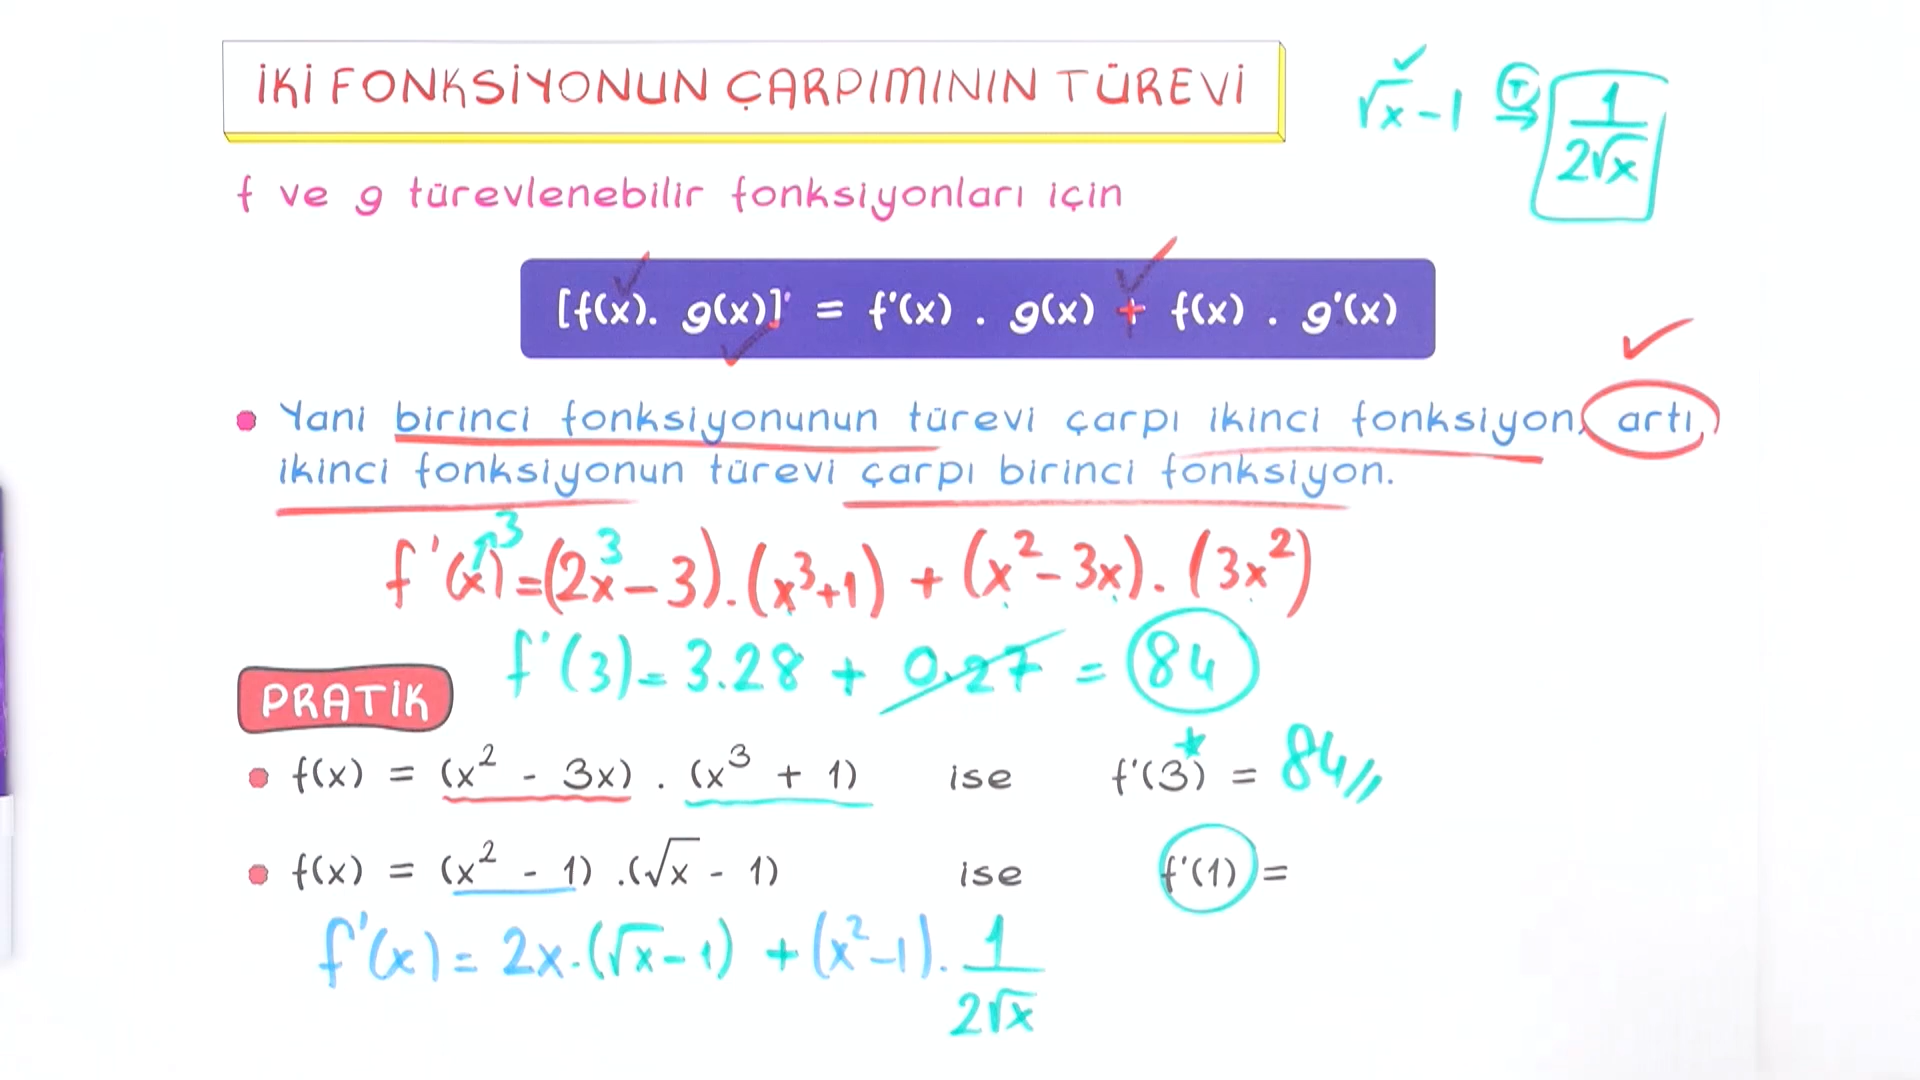 İKİ FONKSİYONUN ÇARPIMININ TÜREVİ
√x - 1 T⇒ 1/2√x
f ve g türevlenebilir fonksiyonları için
[f(x). g(x)]' = f'(x) . g(x) + f(x) . g'(x)
Yani birinci fonksiyonunun türevi çarpı ikinci fonksiyon, artı,
ikinci fonksiyonun türevi çarpı birinci fonksiyon.
3 3
f'(x) = (2x - 3).(x³+1) + (x² - 3x).(3x²)
f'(3) = 3.28 + 0.27 = 84
PRATİK
f(x) = (x² - 3x) . (x³ + 1) ise f'(3) = 84//
f(x) = (x² - 1) .(√x - 1) ise f'(1) =
f'(x) = 2x.(√x - 1) + (x² - 1). 1/2√x